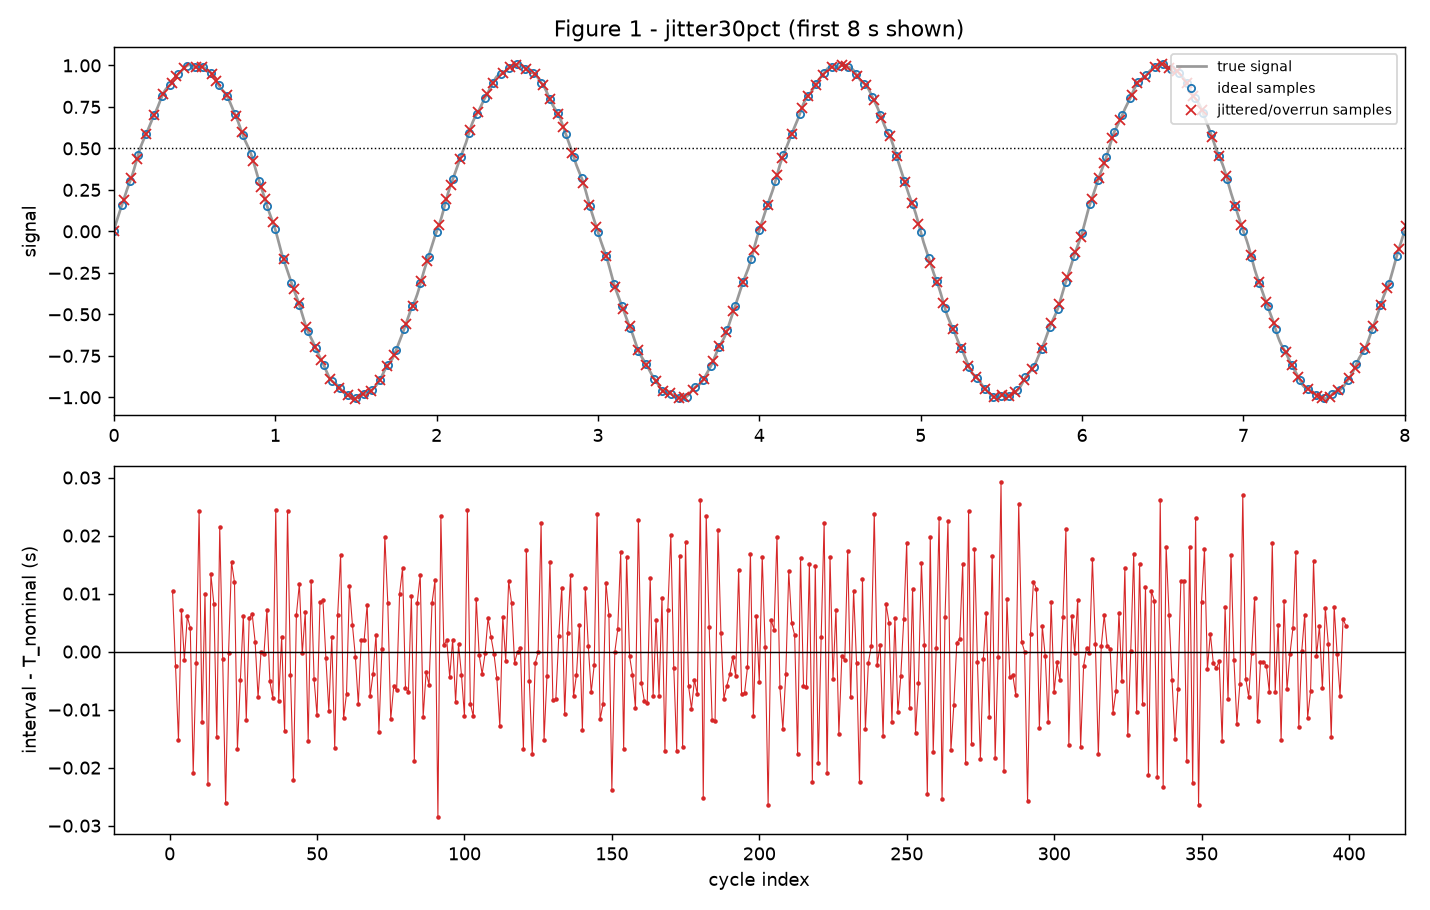 Figure 1 - jitter30pct (first 8 s shown)
true signal
ideal samples
jittered/overrun samples
signal
1.00
0.75
0.50
0.25
0.00
−0.25
−0.50
−0.75
−1.00
0 1 2 3 4 5 6 7 8
interval - T_nominal (s)
0.03
0.02
0.01
0.00
−0.01
−0.02
−0.03
0 50 100 150 200 250 300 350 400
cycle index